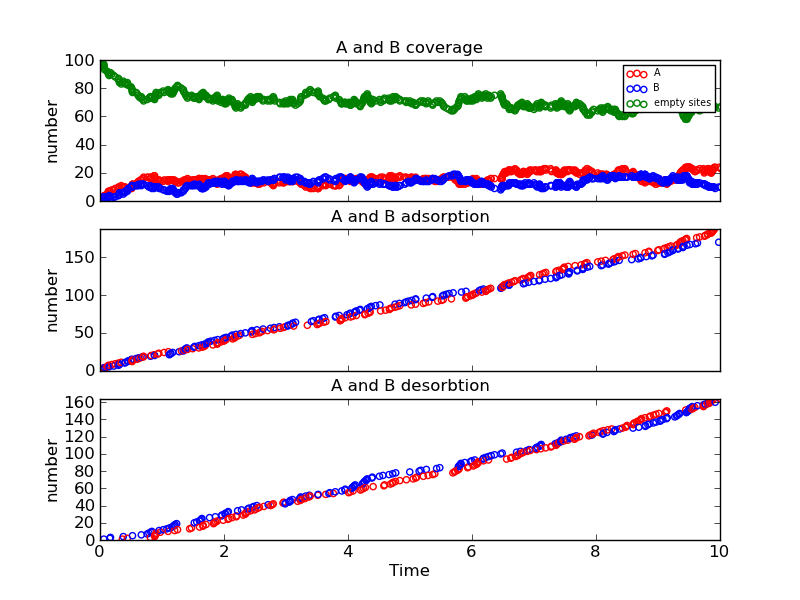 A and B coverage
number
100
80
60
40
20
0
A
B
empty sites
A and B adsorption
number
150
100
50
0
A and B desorbtion
number
160
140
120
100
80
60
40
20
0
0 2 4 6 8 10
Time